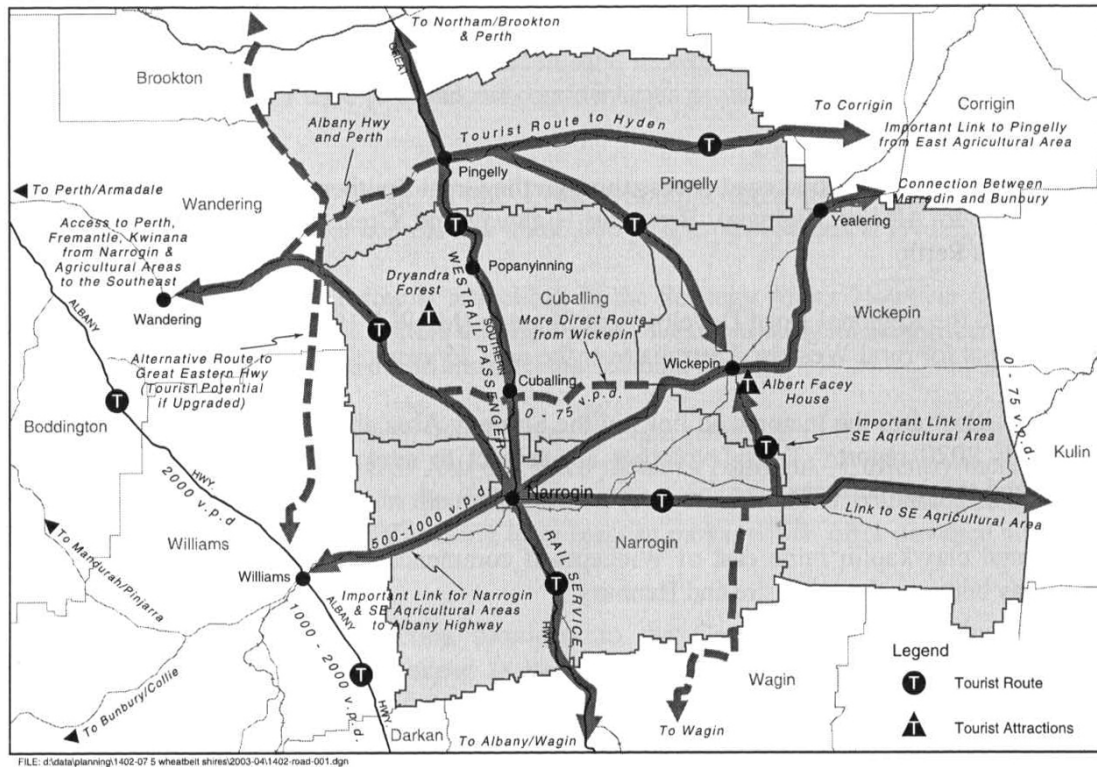 To Northam/Brookton
& Perth
Brookton
GREAT
Albany Hwy
and Perth
Tourist Route to Hyden
T
To Corrigin
Corrigin
Important Link to Pingelly
from East Agricultural Area
Pingelly
Pingelly
To Perth/Armadale
Wandering
Connection Between
Merredin and Bunbury
Yealering
Access to Perth,
Fremantle, Kwinana
from Narrogin &
Agricultural Areas
to the Southeast
T
T
WESTRAIL PASSENGER
Popanyinning
Dryandra
Forest
T
Cuballing
More Direct Route
from Wickepin
Wickepin
Wandering
ALBANY
SOUTHERN
T
Wickepin
0 - 75 v.p.d.
Alternative Route to
Great Eastern Hwy
(Tourist Potential
if Upgraded)
Cuballing
0 - 75 v.p.d.
T
Albert Facey
House
T
Boddington
Important Link from
SE Agricultural Area
T
Kulin
HWY.
2000 v.p.d
Narrogin
T
500-1000 v.p.d
Link to SE Agricultural Area
To Mandurah/Pinjarra
Williams
Narrogin
RAIL SERVICE
Williams
T
ALBANY
Important Link for Narrogin
& SE Agricultural Areas
to Albany Highway
HWY.
1000 - 2000 v.p.d.
T
Wagin
Legend
T Tourist Route
T Tourist Attractions
To Bunbury/Collie
HWY.
Darkan
To Albany/Wagin
To Wagin
FILE: d:\data\planning\1402-07 5 wheatbelt shires\2003-04\1402-road-001.dgn